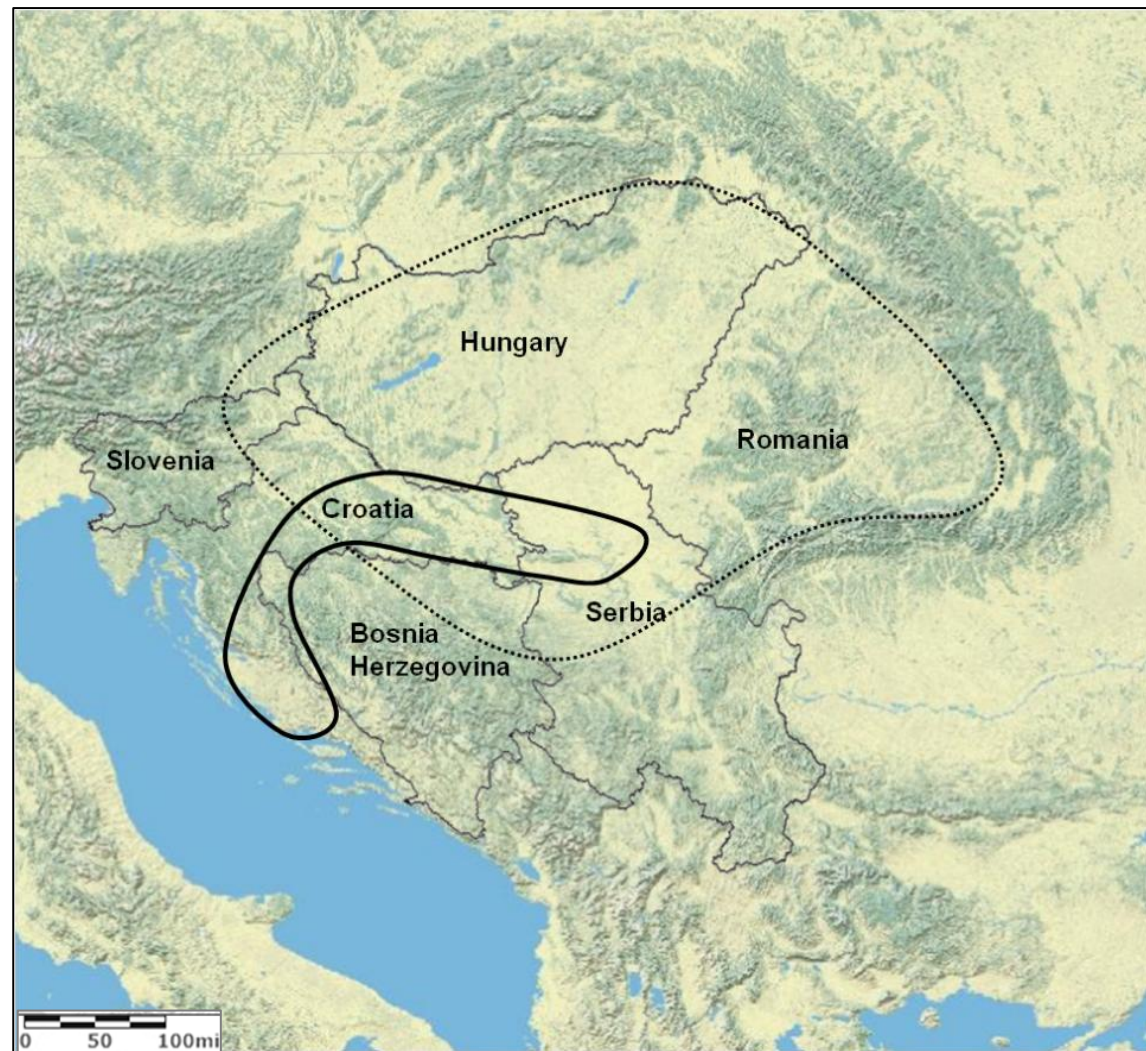 Hungary
Romania
Slovenia
Croatia
Serbia
Bosnia
Herzegovina
0 50 100mi